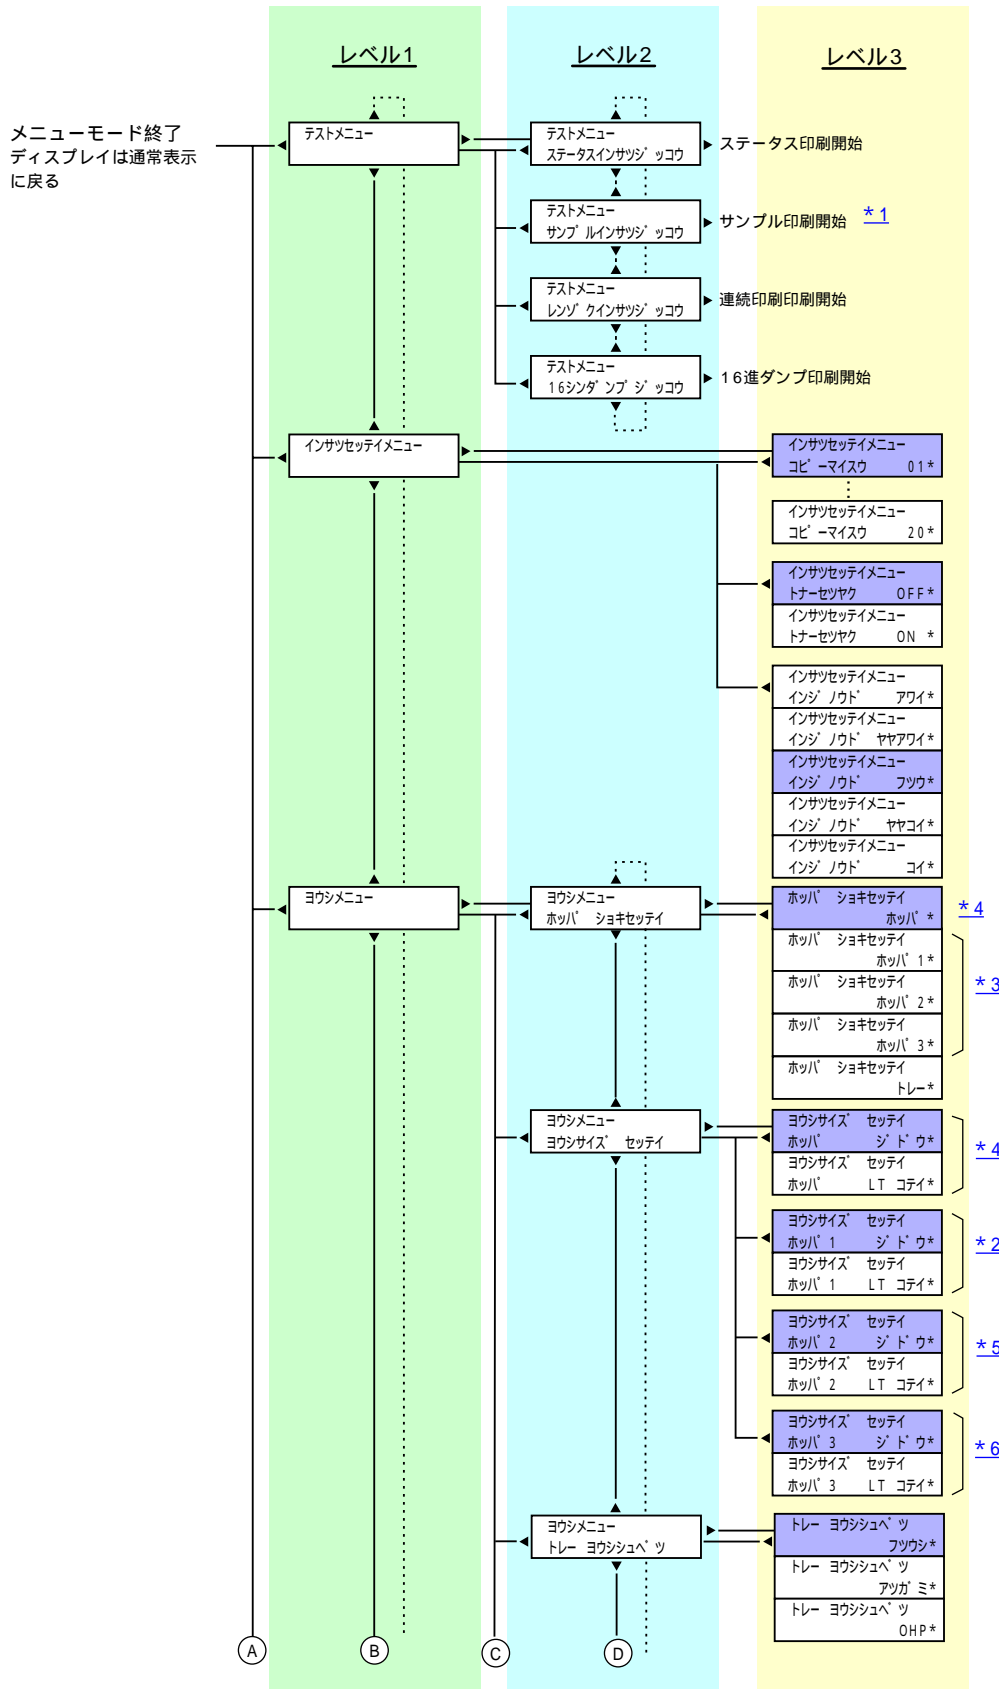 レベル1
レベル2
レベル3
メニューモード終了
ディスプレイは通常表示
に戻る
テストメニュー
テストメニュー
ステータスインサツジッコウ
ステータス印刷開始
テストメニュー
サンプルインサツジッコウ
サンプル印刷開始 *1
テストメニュー
レンゾクインサツジッコウ
連続印刷印刷開始
テストメニュー
16シンダンプジッコウ
16進ダンプ印刷開始
インサツセッテイメニュー
インサツセッテイメニュー
コピーマイスウ 01*
インサツセッテイメニュー
コピーマイスウ 20*
インサツセッテイメニュー
トナーセツヤク OFF*
インサツセッテイメニュー
トナーセツヤク ON *
インサツセッテイメニュー
インジノウド アワイ*
インサツセッテイメニュー
インジノウド ヤヤアワイ*
インサツセッテイメニュー
インジノウド フツウ*
インサツセッテイメニュー
インジノウド ヤヤコイ*
インサツセッテイメニュー
インジノウド コイ*
ヨウシメニュー
ヨウシメニュー
ホッパ ショキセッテイ
ホッパ ショキセッテイ
ホッパ *
*4
ホッパ ショキセッテイ
ホッパ 1*
ホッパ ショキセッテイ
ホッパ 2*
*3
ホッパ ショキセッテイ
ホッパ 3*
ホッパ ショキセッテイ
トレー*
ヨウシメニュー
ヨウシサイズ セッテイ
ヨウシサイズ セッテイ
ホッパ ジドウ*
ヨウシサイズ セッテイ
ホッパ LT コテイ*
*4
ヨウシサイズ セッテイ
ホッパ 1 ジドウ*
ヨウシサイズ セッテイ
ホッパ 1 LT コテイ*
*2
ヨウシサイズ セッテイ
ホッパ 2 ジドウ*
ヨウシサイズ セッテイ
ホッパ 2 LT コテイ*
*5
ヨウシサイズ セッテイ
ホッパ 3 ジドウ*
ヨウシサイズ セッテイ
ホッパ 3 LT コテイ*
*6
ヨウシメニュー
トレー ヨウシシュベツ
トレー ヨウシシュベツ
フツウシ*
トレー ヨウシシュベツ
アツガミ*
トレー ヨウシシュベツ
OHP*
A
B
C
D